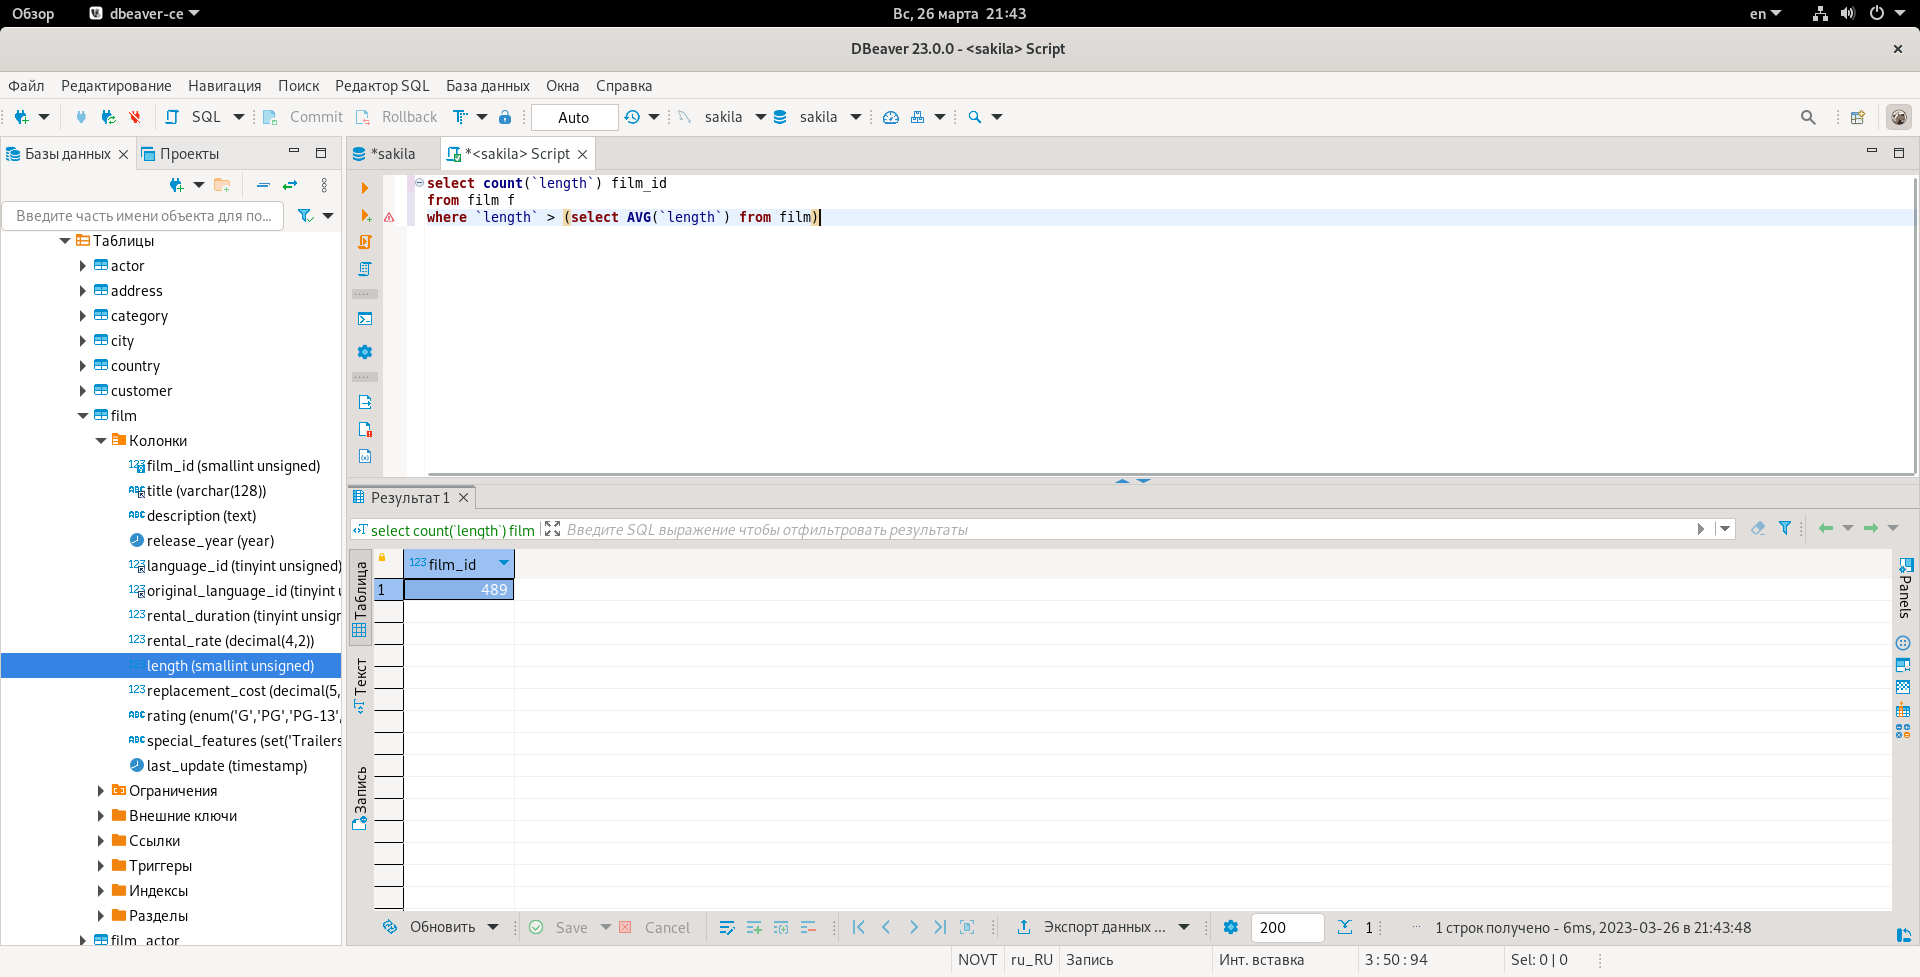 Обзор
dbeaver-ce
Вс, 26 марта 21:43
en
DBeaver 23.0.0 - <sakila> Script
Файл Редактирование Навигация Поиск Редактор SQL База данных Окна Справка
SQL
Commit
Rollback
Auto
sakila
sakila
Базы данных
Проекты
*sakila
*<sakila> Script
Введите часть имени объекта для по...
Таблицы
actor
address
category
city
country
customer
film
Колонки
film_id (smallint unsigned)
title (varchar(128))
description (text)
release_year (year)
language_id (tinyint unsigned)
original_language_id (tinyint u
rental_duration (tinyint unsigr
rental_rate (decimal(4,2))
length (smallint unsigned)
replacement_cost (decimal(5,
rating (enum('G','PG','PG-13',
special_features (set('Trailers
last_update (timestamp)
Ограничения
Внешние ключи
Ссылки
Триггеры
Индексы
Разделы
film_actor
select count(`length`) film_id
from film f
where `length` > (select AVG(`length`) from film)
Результат 1
select count(`length`) film
Введите SQL выражение чтобы отфильтровать результаты
Таблица
Текст
Запись
123 film_id
1 489
Panels
Обновить
Save
Cancel
Экспорт данных ...
200
1
1 строк получено - 6ms, 2023-03-26 в 21:43:48
NOVT
ru_RU
Запись
Инт. вставка
3 : 50 : 94
Sel: 0 | 0